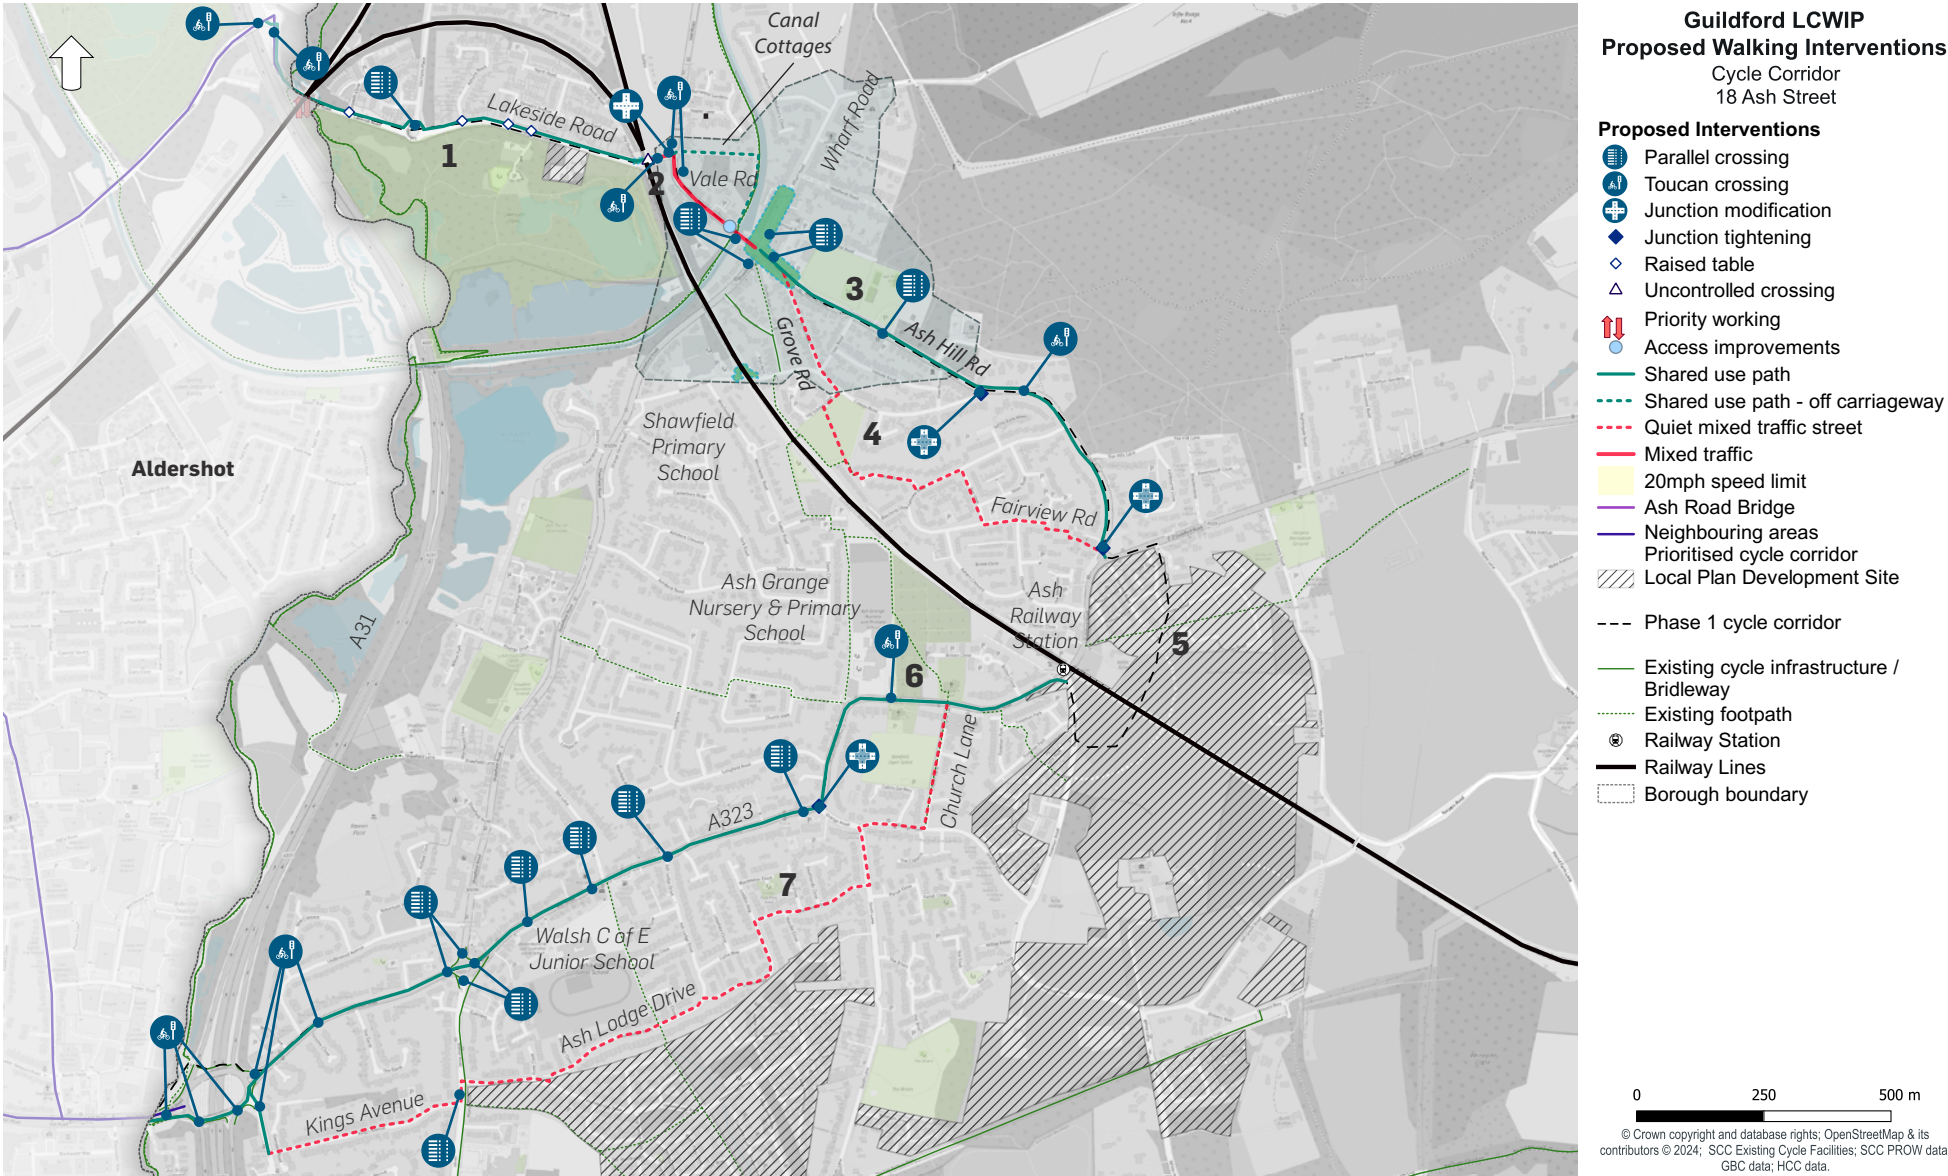 Guildford LCWIP
Proposed Walking Interventions
Cycle Corridor
18 Ash Street
Proposed Interventions
Parallel crossing
Toucan crossing
Junction modification
Junction tightening
Raised table
Uncontrolled crossing
Priority working
Access improvements
Shared use path
Shared use path - off carriageway
Quiet mixed traffic street
Mixed traffic
20mph speed limit
Ash Road Bridge
Neighbouring areas
Prioritised cycle corridor
Local Plan Development Site
Phase 1 cycle corridor
Existing cycle infrastructure /
Bridleway
Existing footpath
Railway Station
Railway Lines
Borough boundary
0 250 500 m
© Crown copyright and database rights; OpenStreetMap & its
contributors © 2024; SCC Existing Cycle Facilities; SCC PROW data
GBC data; HCC data.
Canal
Cottages
Wharf Road
Lakeside Road
1
2
Vale Rd
3
Ash Hill Rd
Grove Rd
Shawfield
Primary
School
4
Aldershot
Fairview Rd
Ash Grange
Nursery & Primary
School
Ash
Railway
Station
5
A31
6
Church Lane
A323
7
Walsh C of E
Junior School
Ash Lodge Drive
Kings Avenue